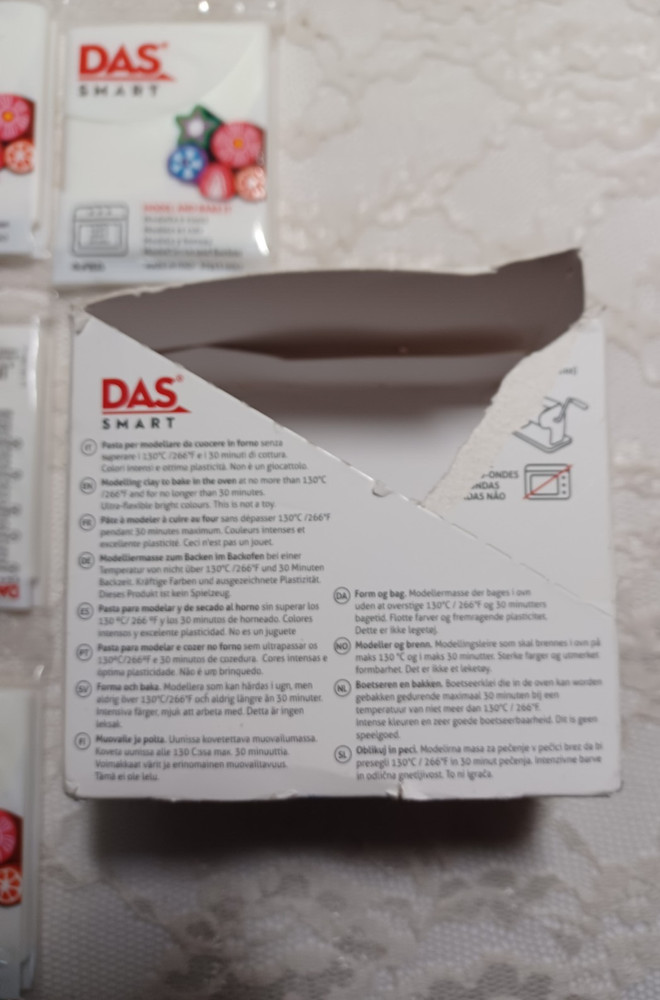 DAS
SMART
DAS
SMART
IT Pasta per modellare da cuocere in forno senza
superare i 130°C /266°F e i 30 minuti di cottura.
Colori intensi e ottima plasticità. Non è un giocattolo.
EN Modelling clay to bake in the oven at no more than 130°C
/266°F and for no longer than 30 minutes.
Ultra-flexible bright colours. This is not a toy.
FR Pâte à modeler à cuire au four sans dépasser 130°C /266°F
pendant 30 minutes maximum. Couleurs intenses et
excellente plasticité. Ceci n'est pas un jouet.
DE Modelliermasse zum Backen im Backofen bei einer
Temperatur von nicht über 130°C /266°F und 30 Minuten
Backzeit. Kräftige Farben und ausgezeichnete Plastizität.
Dieses Produkt ist kein Spielzeug.
ES Pasta para modelar y de secado al horno sin superar los
130 °C/ 266 °F y los 30 minutos de horneado. Colores
intensos y excelente plasticidad. No es un juguete
PT Pasta para modelar e cozer no forno sem ultrapassar os
130°C/266°F e 30 minutos de cozedura. Cores intensas e
óptima plasticidade. Não é um brinquedo.
SV Forma och baka. Modellera som kan härdas i ugn, men
aldrig över 130°C/266°F och aldrig längre än 30 minuter.
Intensiva färger, mjuk att arbeta med. Detta är ingen
leksak.
FI Muovaile ja polta. Uunissa kovetettava muovailumassa.
Koveta uunissa alle 130 C:ssa max. 30 minuuttia.
Voimakkaat värit ja erinomainen muovailtavuus.
Tämä ei ole lelu.
ONDES
NDAS
DAS NÃO
DA Form og bag. Modellermasse der bages i ovn
uden at overstige 130°C / 266°F og 30 minutters
bagetid. Flotte farver og fremragende plasticitet.
Dette er ikke legetøj.
NO Modeller og brenn. Modellingsleire som skal brennes i ovn på
maks 130 °C og i maks 30 minutter. Sterke farger og utmerket
formbarhet. Det er ikke et leketøy.
NL Boetseren en bakken. Boetseerklei die in de oven kan worden
gebakken gedurende maximaal 30 minuten bij een
temperatuur van niet meer dan 130°C / 266°F.
Intense kleuren en zeer goede boetseerbaarheid. Dit is geen
speelgoed.
SL Oblikuj in peci. Modelirna masa za pečenje v pečici brez da bi
presegli 130°C / 266°F in 30 minut pečenja. Intenzivne barve
in odlična gnetljivost. To ni igrača.